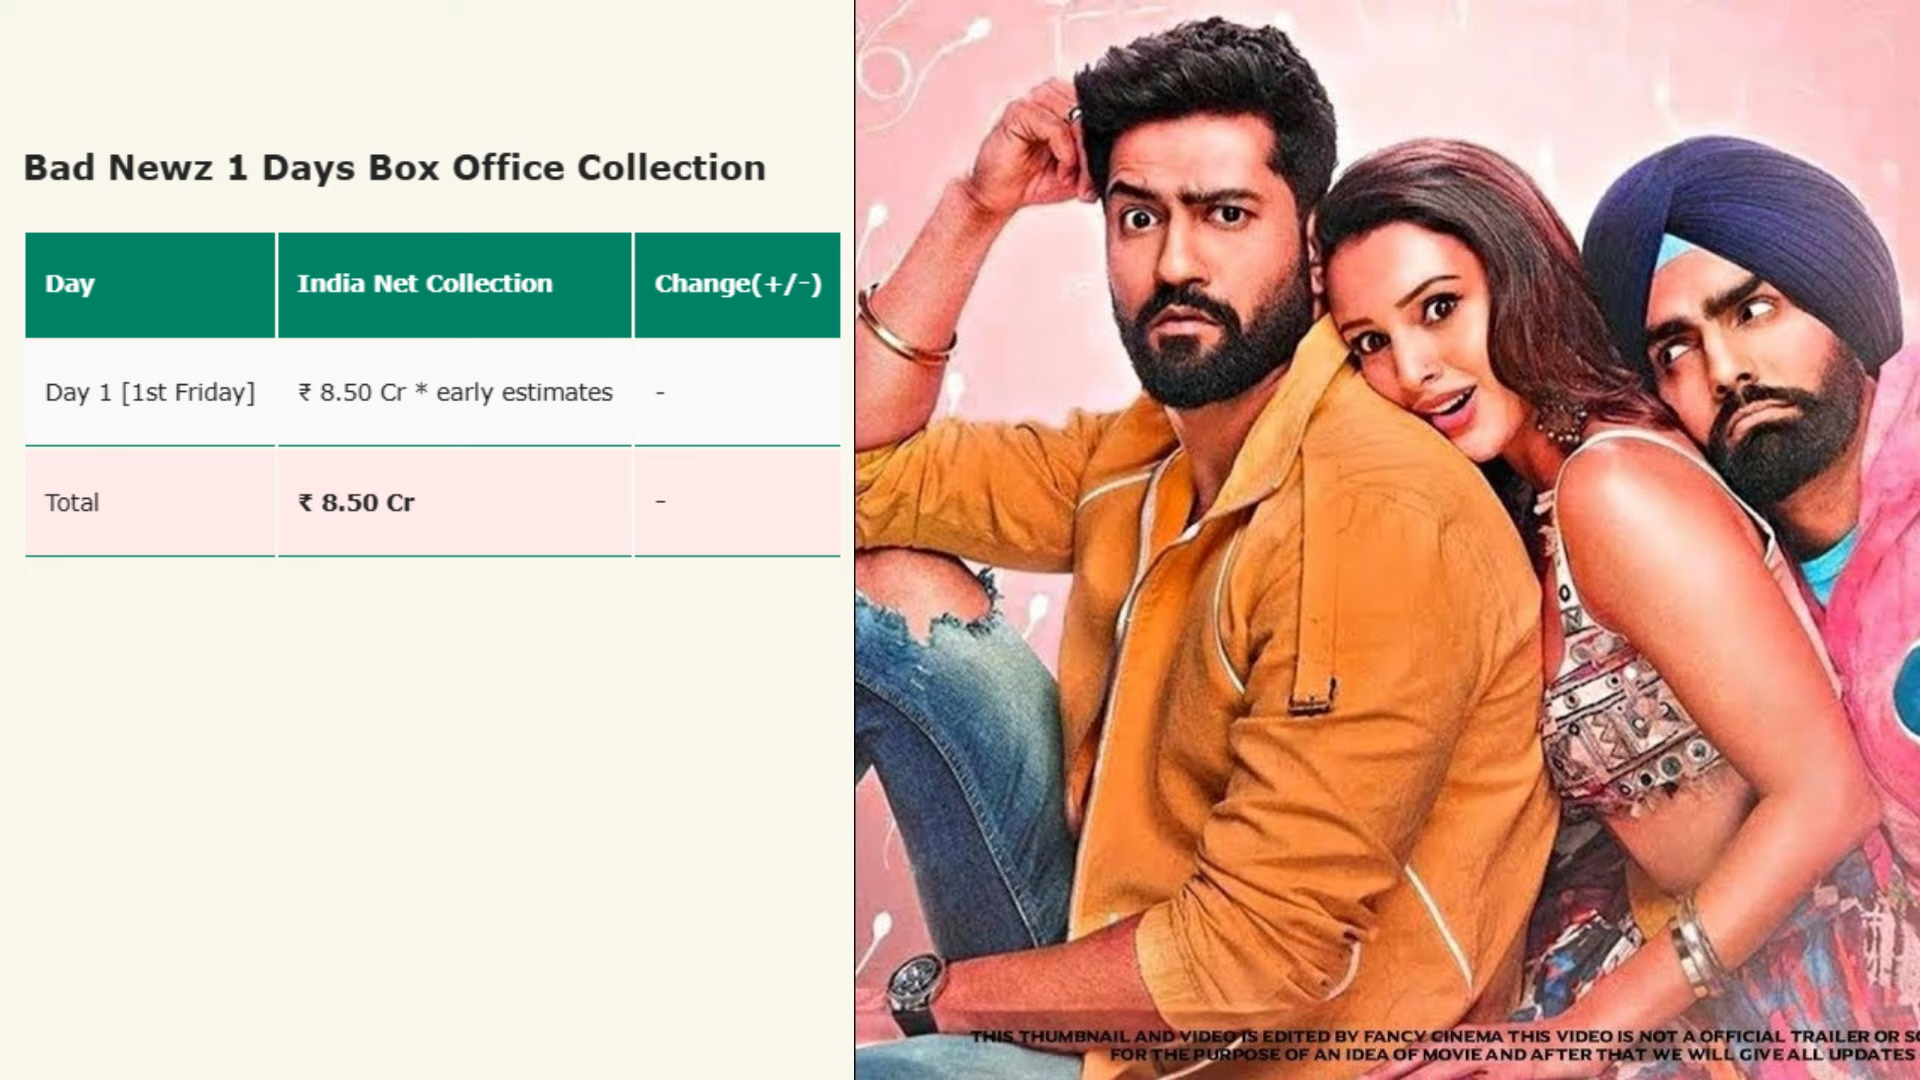 Bad Newz 1 Days Box Office Collection
Day India Net Collection Change(+/-)
Day 1 [1st Friday] ₹ 8.50 Cr * early estimates -
Total ₹ 8.50 Cr -
THIS THUMBNAIL AND VIDEO IS EDITED BY FANCY CINEMA THIS VIDEO IS NOT A OFFICIAL TRAILER OR
FOR THE PURPOSE OF AN IDEA OF MOVIE AND AFTER THAT WE WILL GIVE ALL UPDATES